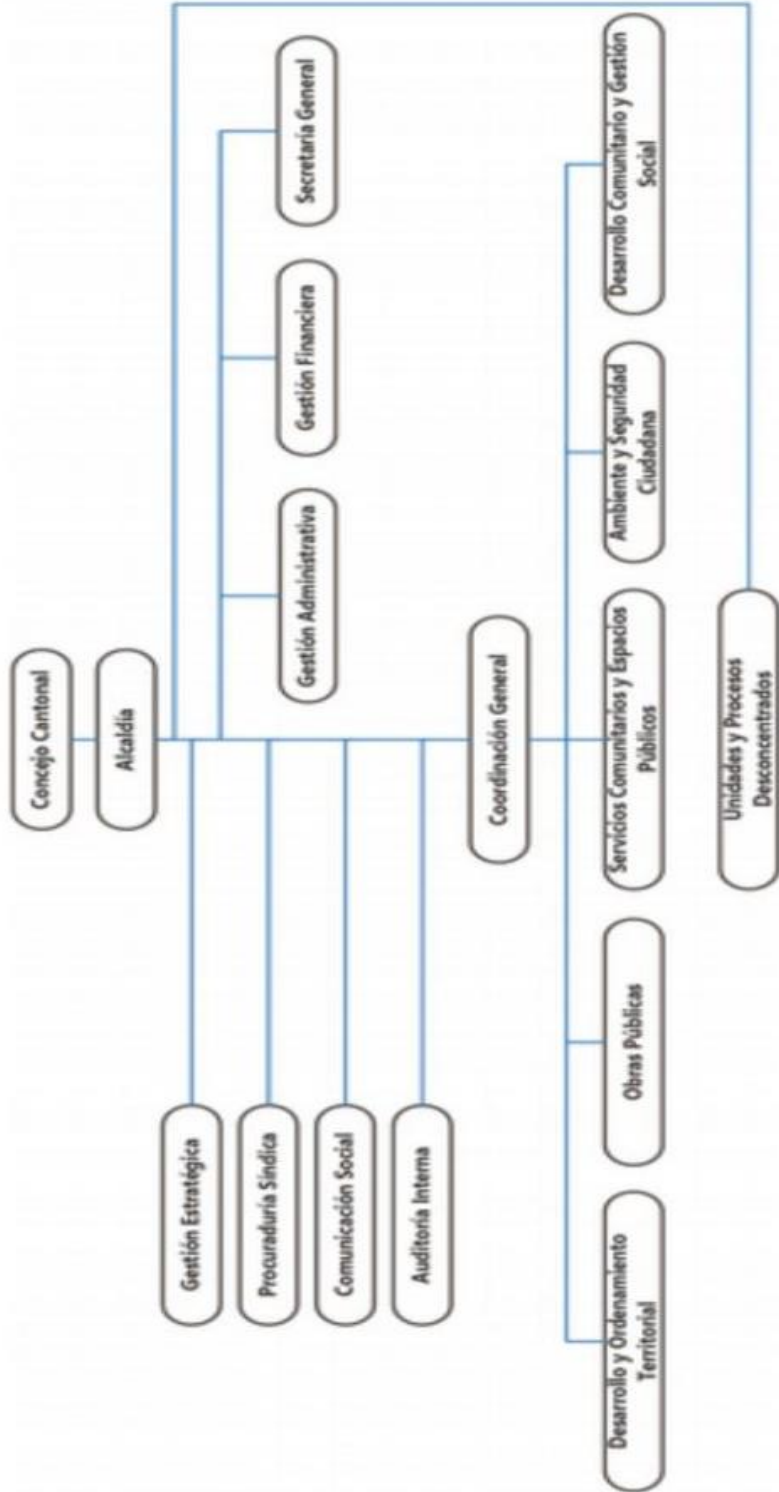 Concejo Cantonal
Alcaldía
Gestión Estratégica
Procuraduría Síndica
Comunicación Social
Auditoría Interna
Gestión Administrativa
Gestión Financiera
Secretaría General
Coordinación General
Desarrollo y Ordenamiento
Territorial
Obras Públicas
Servicios Comunitarios y Espacios
Públicos
Ambiente y Seguridad
Ciudadana
Desarrollo Comunitario y Gestión
Social
Unidades y Procesos
Desconcentrados